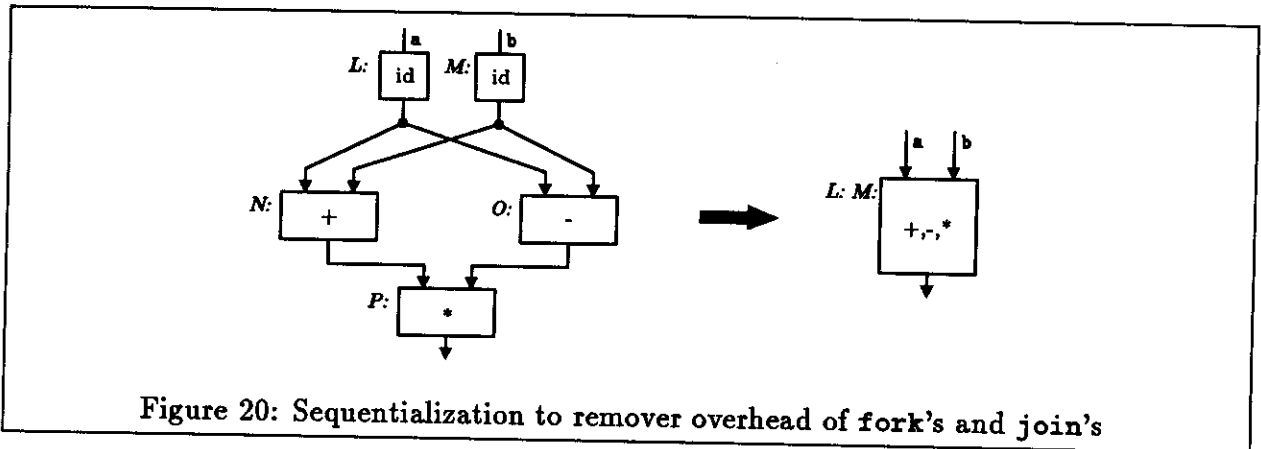 a b
L: id M: id
a b
L: M:
N: + O: -
+,-,*
P: *
Figure 20: Sequentialization to remover overhead of fork's and join's